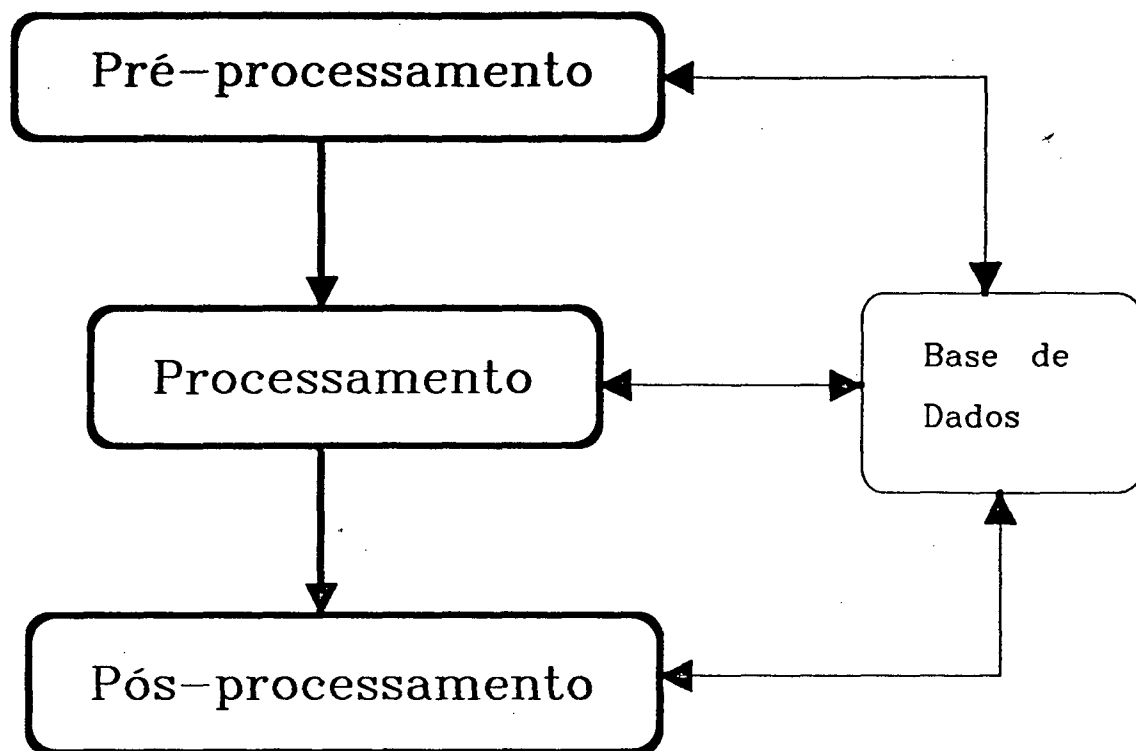 Pré-processamento
Processamento
Base de
Dados
Pós-processamento